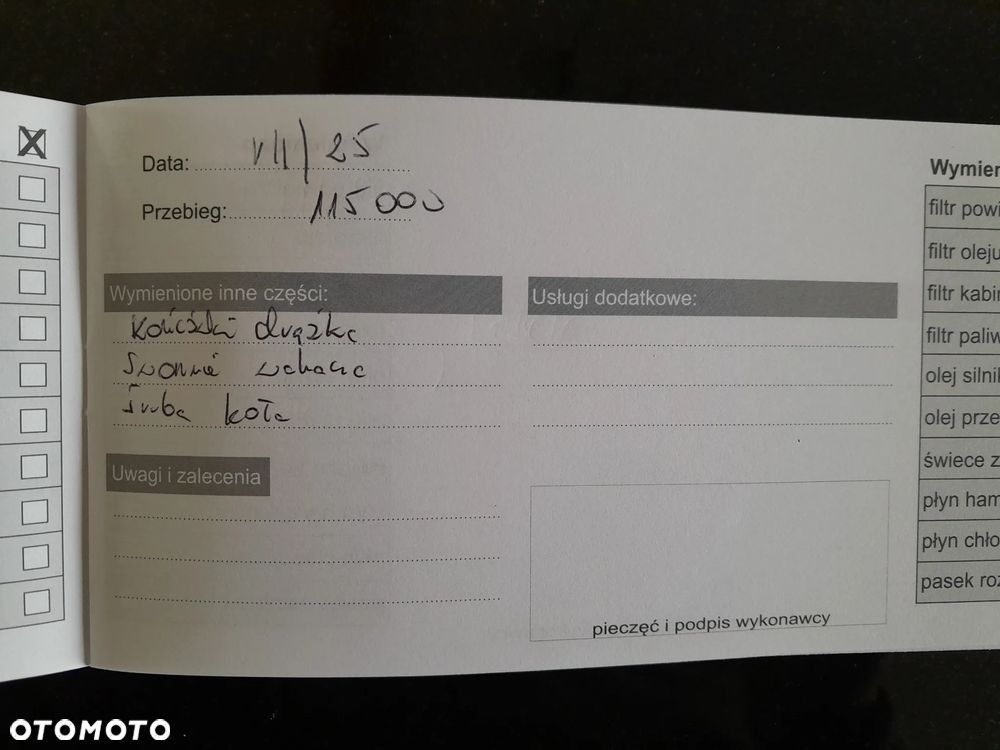 Data: VII/25
Przebieg: 115 000
Wymienione inne części:
Końcówki drążka
Sworznie wahacza
Śruba koła
Uwagi i zalecenia
Usługi dodatkowe:
pieczęć i podpis wykonawcy
Wymien
filtr powi
filtr oleju
filtr kabin
filtr paliw
olej silnik
olej prze
świece z
płyn ham
płyn chło
pasek roz
OTOMOTO